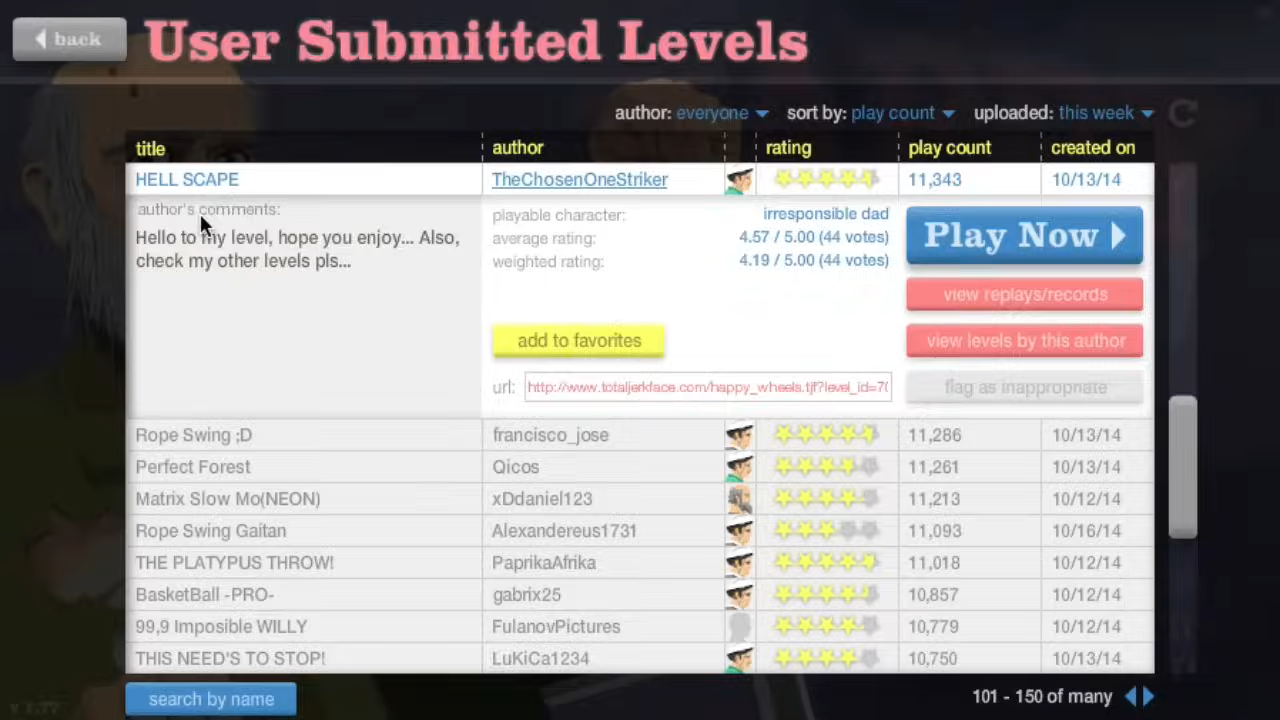 back
User Submitted Levels
author: everyone sort by: play count uploaded: this week
title author rating play count created on
HELL SCAPE TheChosenOneStriker 11,343 10/13/14
author's comments:
Hello to my level, hope you enjoy... Also,
check my other levels pls...
playable character: irresponsible dad
average rating: 4.57 / 5.00 (44 votes)
weighted rating: 4.19 / 5.00 (44 votes)
Play Now
view replays/records
add to favorites
view levels by this author
url: http://www.totaljerkface.com/happy_wheels.tjf?level_id=7(
flag as inappropriate
Rope Swing ;D francisco_jose 11,286 10/13/14
Perfect Forest Qicos 11,261 10/13/14
Matrix Slow Mo(NEON) xDdaniel123 11,213 10/12/14
Rope Swing Gaitan Alexandereus1731 11,093 10/16/14
THE PLATYPUS THROW! PaprikaAfrika 11,018 10/12/14
BasketBall -PRO- gabrix25 10,857 10/12/14
99,9 Imposible WILLY FulanovPictures 10,779 10/12/14
THIS NEED'S TO STOP! LuKiCa1234 10,750 10/13/14
search by name
101 - 150 of many